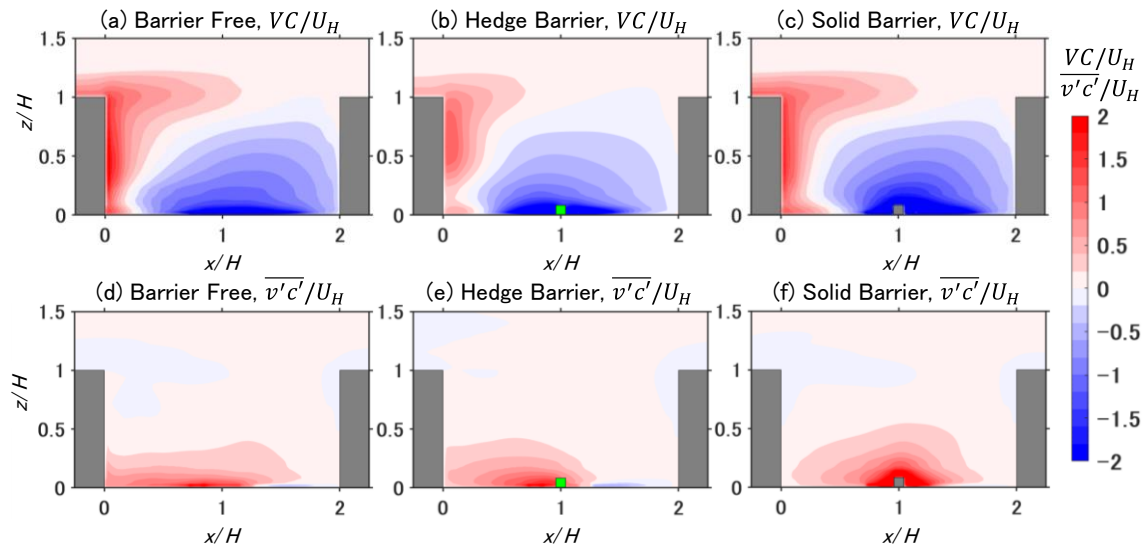 (a) Barrier Free, VC/U_H
(b) Hedge Barrier, VC/U_H
(c) Solid Barrier, VC/U_H
VC/U_H
v′c′/U_H
1.5
1
0.5
0
z/H
0 1 2
x/H
1.5
1
0.5
0
0 1 2
x/H
1.5
1
0.5
0
0 1 2
x/H
(d) Barrier Free, v′c′/U_H
(e) Hedge Barrier, v′c′/U_H
(f) Solid Barrier, v′c′/U_H
1.5
1
0.5
0
z/H
0 1 2
x/H
1.5
1
0.5
0
0 1 2
x/H
1.5
1
0.5
0
0 1 2
x/H
2
1.5
1
0.5
0
−0.5
−1
−1.5
−2